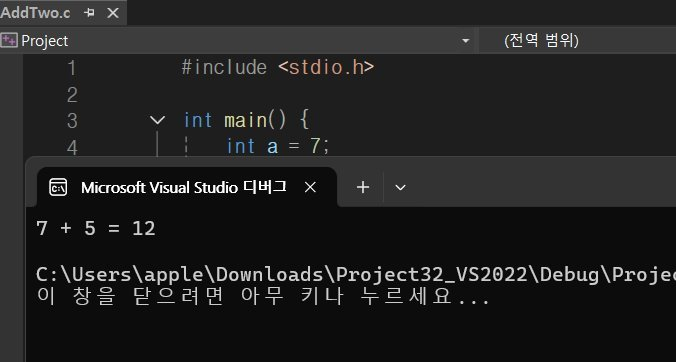 AddTwo.c
Project
(전역 범위)
1 #include <stdio.h>
2
3 int main() {
4 int a = 7;
Microsoft Visual Studio 디버그
7 + 5 = 12
C:\Users\apple\Downloads\Project32_VS2022\Debug\Projec
이 창을 닫으려면 아무 키나 누르세요...